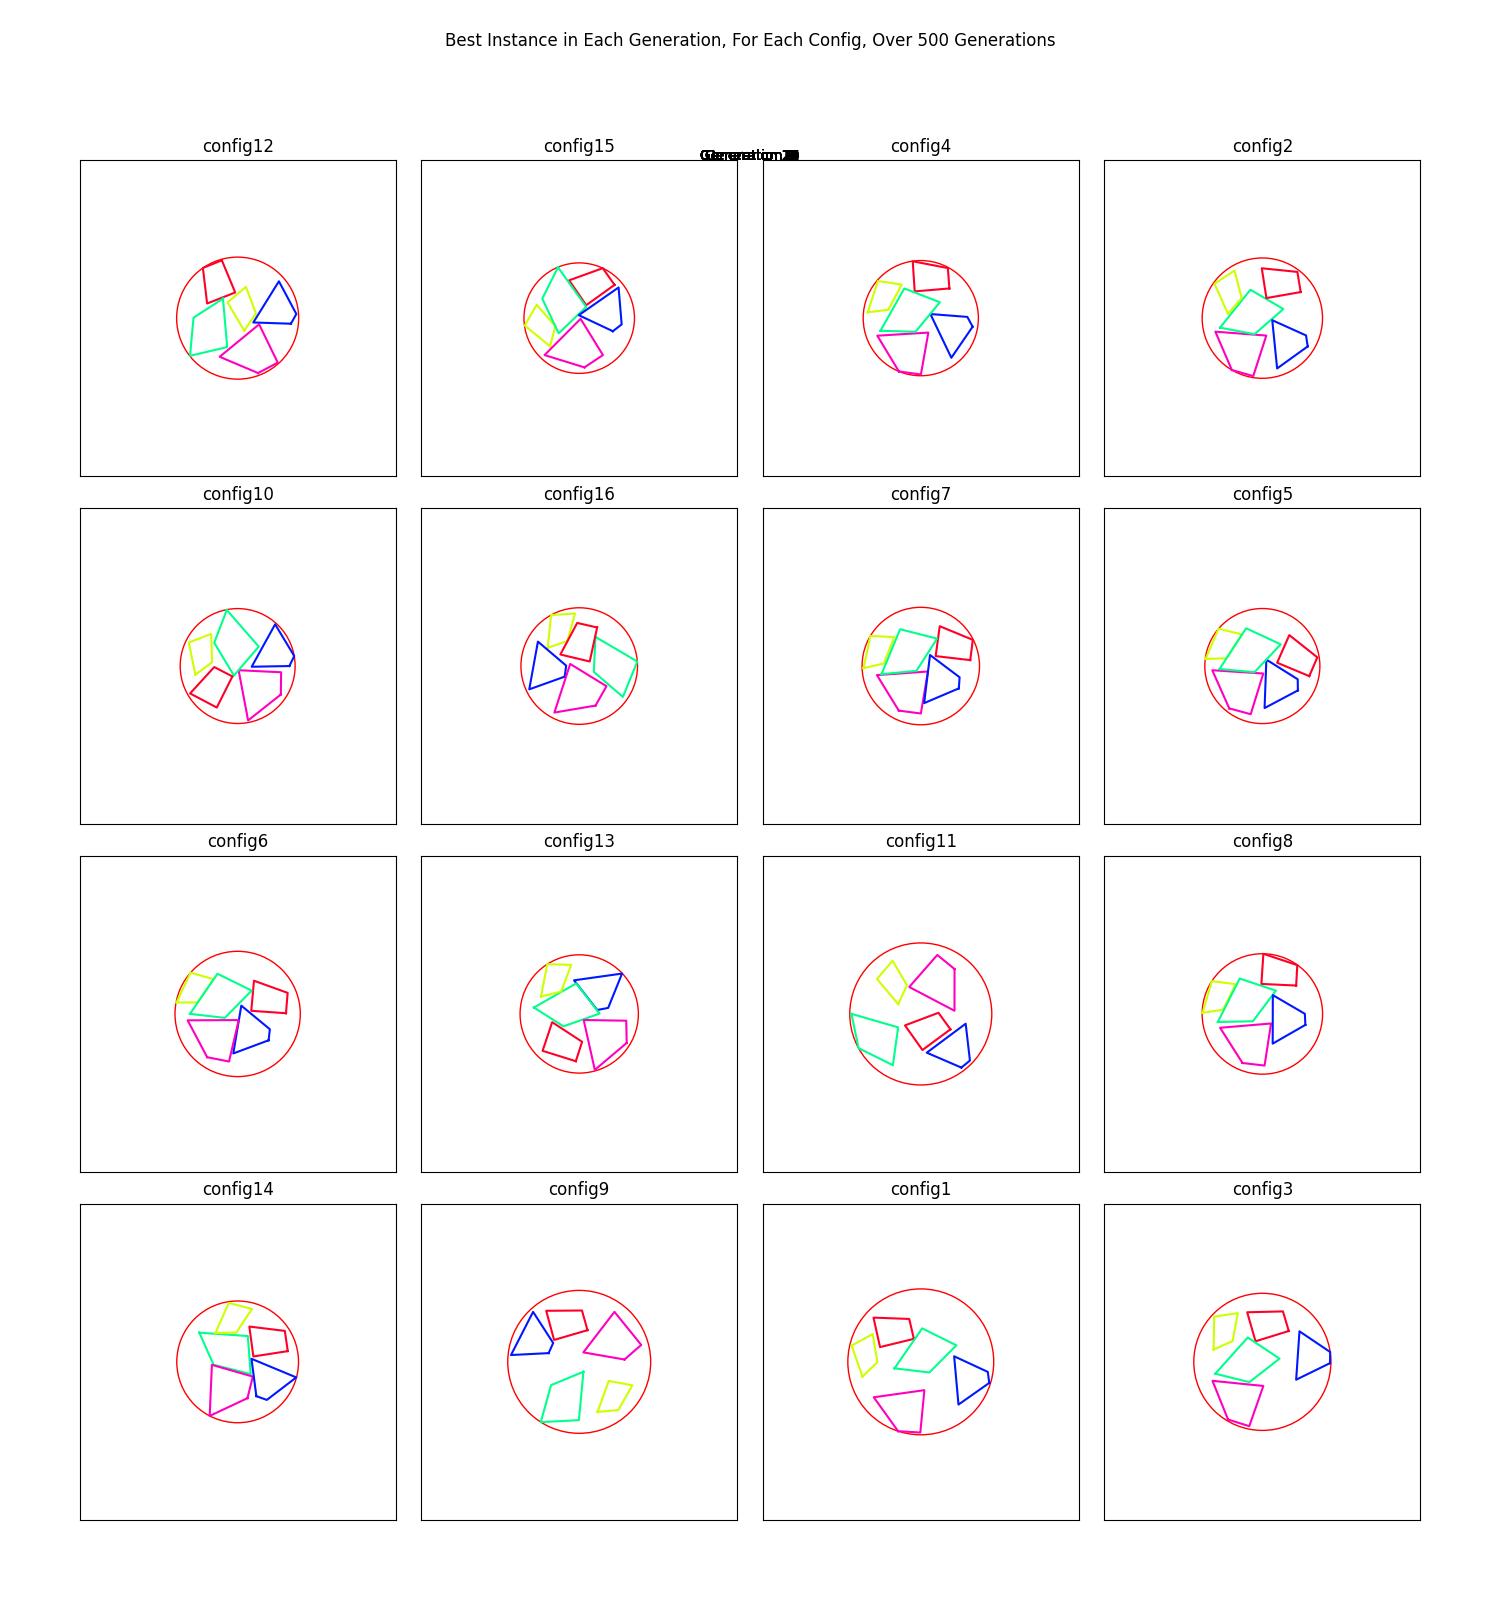 Best Instance in Each Generation, For Each Config, Over 500 Generations
config12
config15
config4
config2
config10
config16
config7
config5
config6
config13
config11
config8
config14
config9
config1
config3